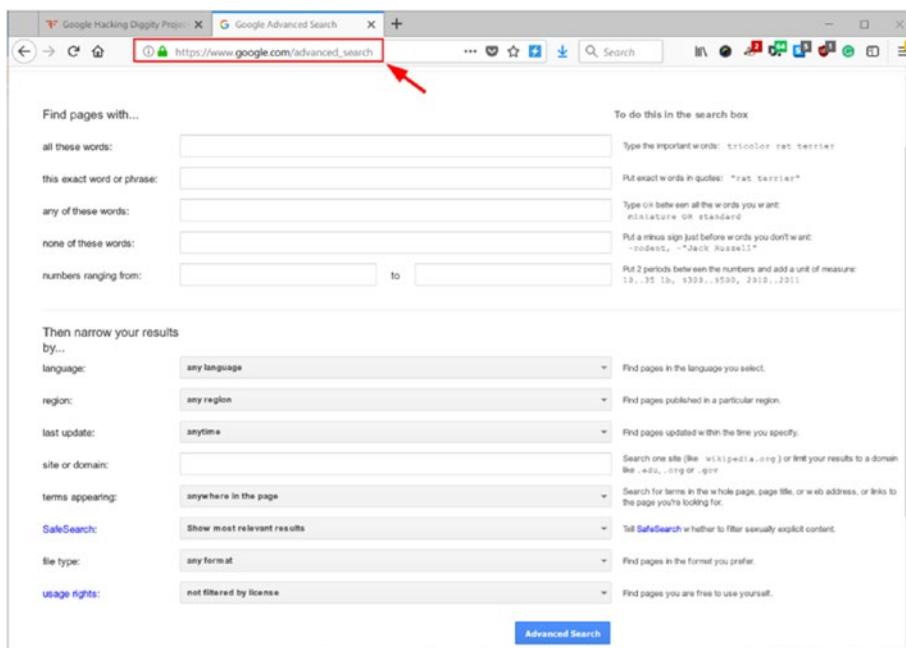 Google Hacking Diggity Projec
Google Advanced Search
https://www.google.com/advanced_search
Search
Find pages with...
To do this in the search box
all these words:
Type the important words: tricolor rat terrier
this exact word or phrase:
Put exact words in quotes: "rat terrier"
any of these words:
Type OR between all the words you want:
miniature OR standard
none of these words:
Put a minus sign just before words you don't want:
-rodent, -"Jack Russell"
numbers ranging from:
to
Put 2 periods between the numbers and add a unit of measure:
10..35 lb, $300..$500, 2010..2011
Then narrow your results
by...
language:
any language
Find pages in the language you select.
region:
any region
Find pages published in a particular region.
last update:
anytime
Find pages updated within the time you specify.
site or domain:
Search one site (like wikipedia.org ) or limit your results to a domain
like .edu, .org or .gov
terms appearing:
anywhere in the page
Search for terms in the whole page, page title, or web address, or links to
the page you're looking for.
SafeSearch:
Show most relevant results
Tell SafeSearch whether to filter sexually explicit content.
file type:
any format
Find pages in the format you prefer.
usage rights:
not filtered by license
Find pages you are free to use yourself.
Advanced Search